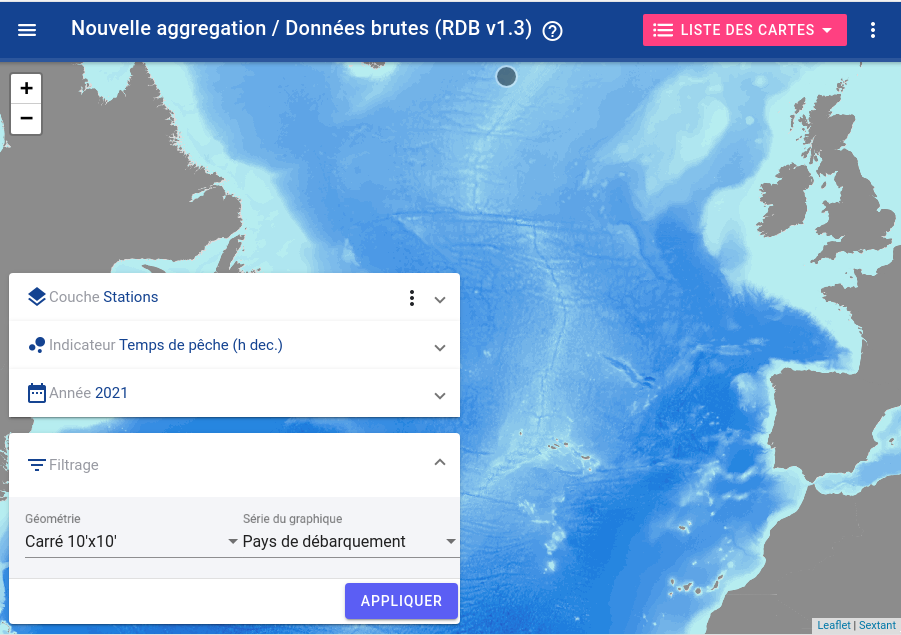 Nouvelle aggregation / Données brutes (RDB v1.3)
LISTE DES CARTES
+
−
Couche Stations
Indicateur Temps de pêche (h dec.)
Année 2021
Filtrage
Géométrie
Série du graphique
Carré 10'x10'
Pays de débarquement
APPLIQUER
Leaflet | Sextant